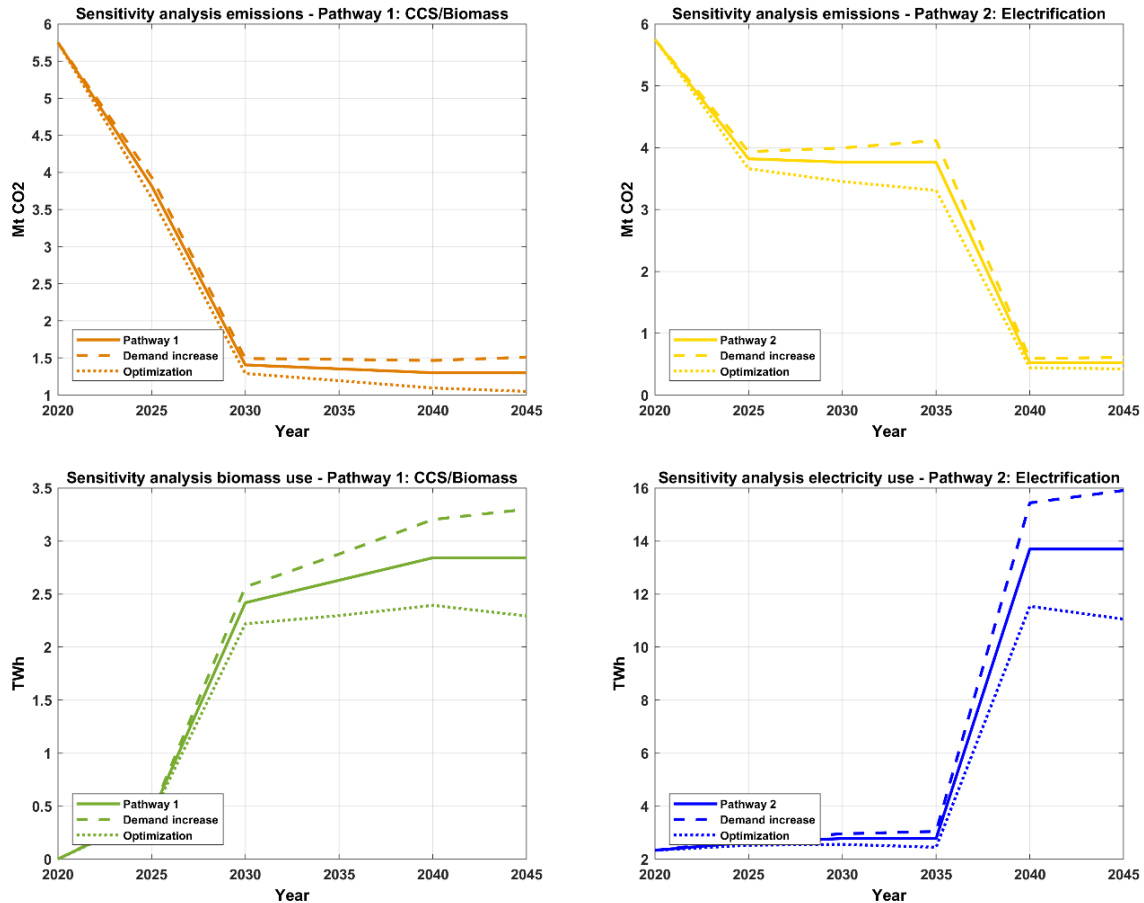 Sensitivity analysis emissions - Pathway 1: CCS/Biomass
6
5.5
5
4.5
4
3.5
3
2.5
2
1.5
1
Mt CO2
Pathway 1
Demand increase
Optimization
2020 2025 2030 2035 2040 2045
Year
Sensitivity analysis emissions - Pathway 2: Electrification
6
5
4
3
2
1
0
Mt CO2
Pathway 2
Demand increase
Optimization
2020 2025 2030 2035 2040 2045
Year
Sensitivity analysis biomass use - Pathway 1: CCS/Biomass
3.5
3
2.5
2
1.5
1
0.5
0
TWh
Pathway 1
Demand increase
Optimization
2020 2025 2030 2035 2040 2045
Year
Sensitivity analysis electricity use - Pathway 2: Electrification
16
14
12
10
8
6
4
2
TWh
Pathway 2
Demand increase
Optimization
2020 2025 2030 2035 2040 2045
Year